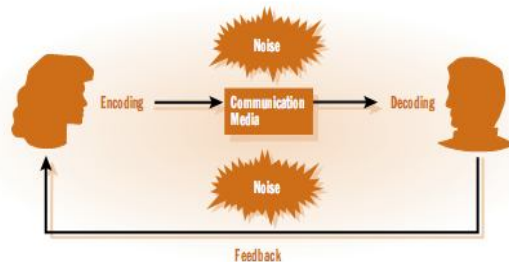 Noise
Encoding
Communication
Media
Decoding
Noise
Feedback